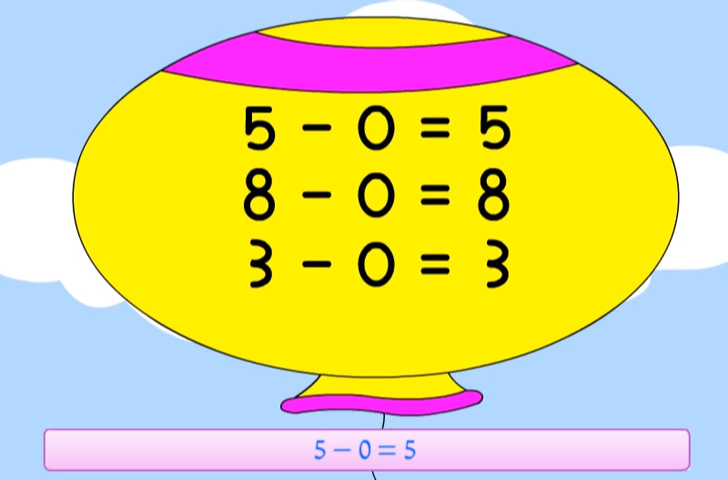 5 − 0 = 5
8 − 0 = 8
3 − 0 = 3
5 − 0 = 5